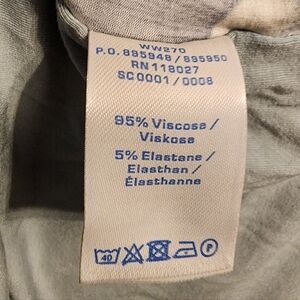 WW270
P.O. 895948 / 895950
RN 118027
SC0001 / 0008
95% Viscose /
Viskose
5% Elastane /
Elasthan /
Élasthanne
40 P